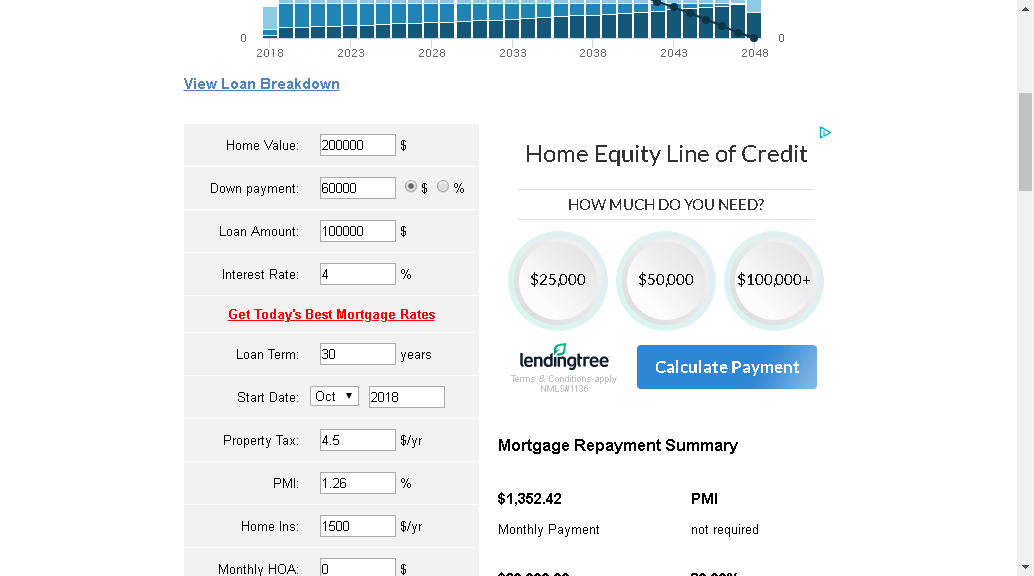 0 0
2018 2023 2028 2033 2038 2043 2048
View Loan Breakdown
Home Value: 200000 $
Down payment: 60000 $ %
Loan Amount: 100000 $
Interest Rate: 4 %
Get Today's Best Mortgage Rates
Loan Term: 30 years
Start Date: Oct 2018
Property Tax: 4.5 $/yr
PMI: 1.26 %
Home Ins: 1500 $/yr
Monthly HOA: 0 $
Home Equity Line of Credit
HOW MUCH DO YOU NEED?
$25,000 $50,000 $100,000+
lendingtree
Terms & Conditions apply
NMLS#1136
Calculate Payment
Mortgage Repayment Summary
$1,352.42 PMI
Monthly Payment not required